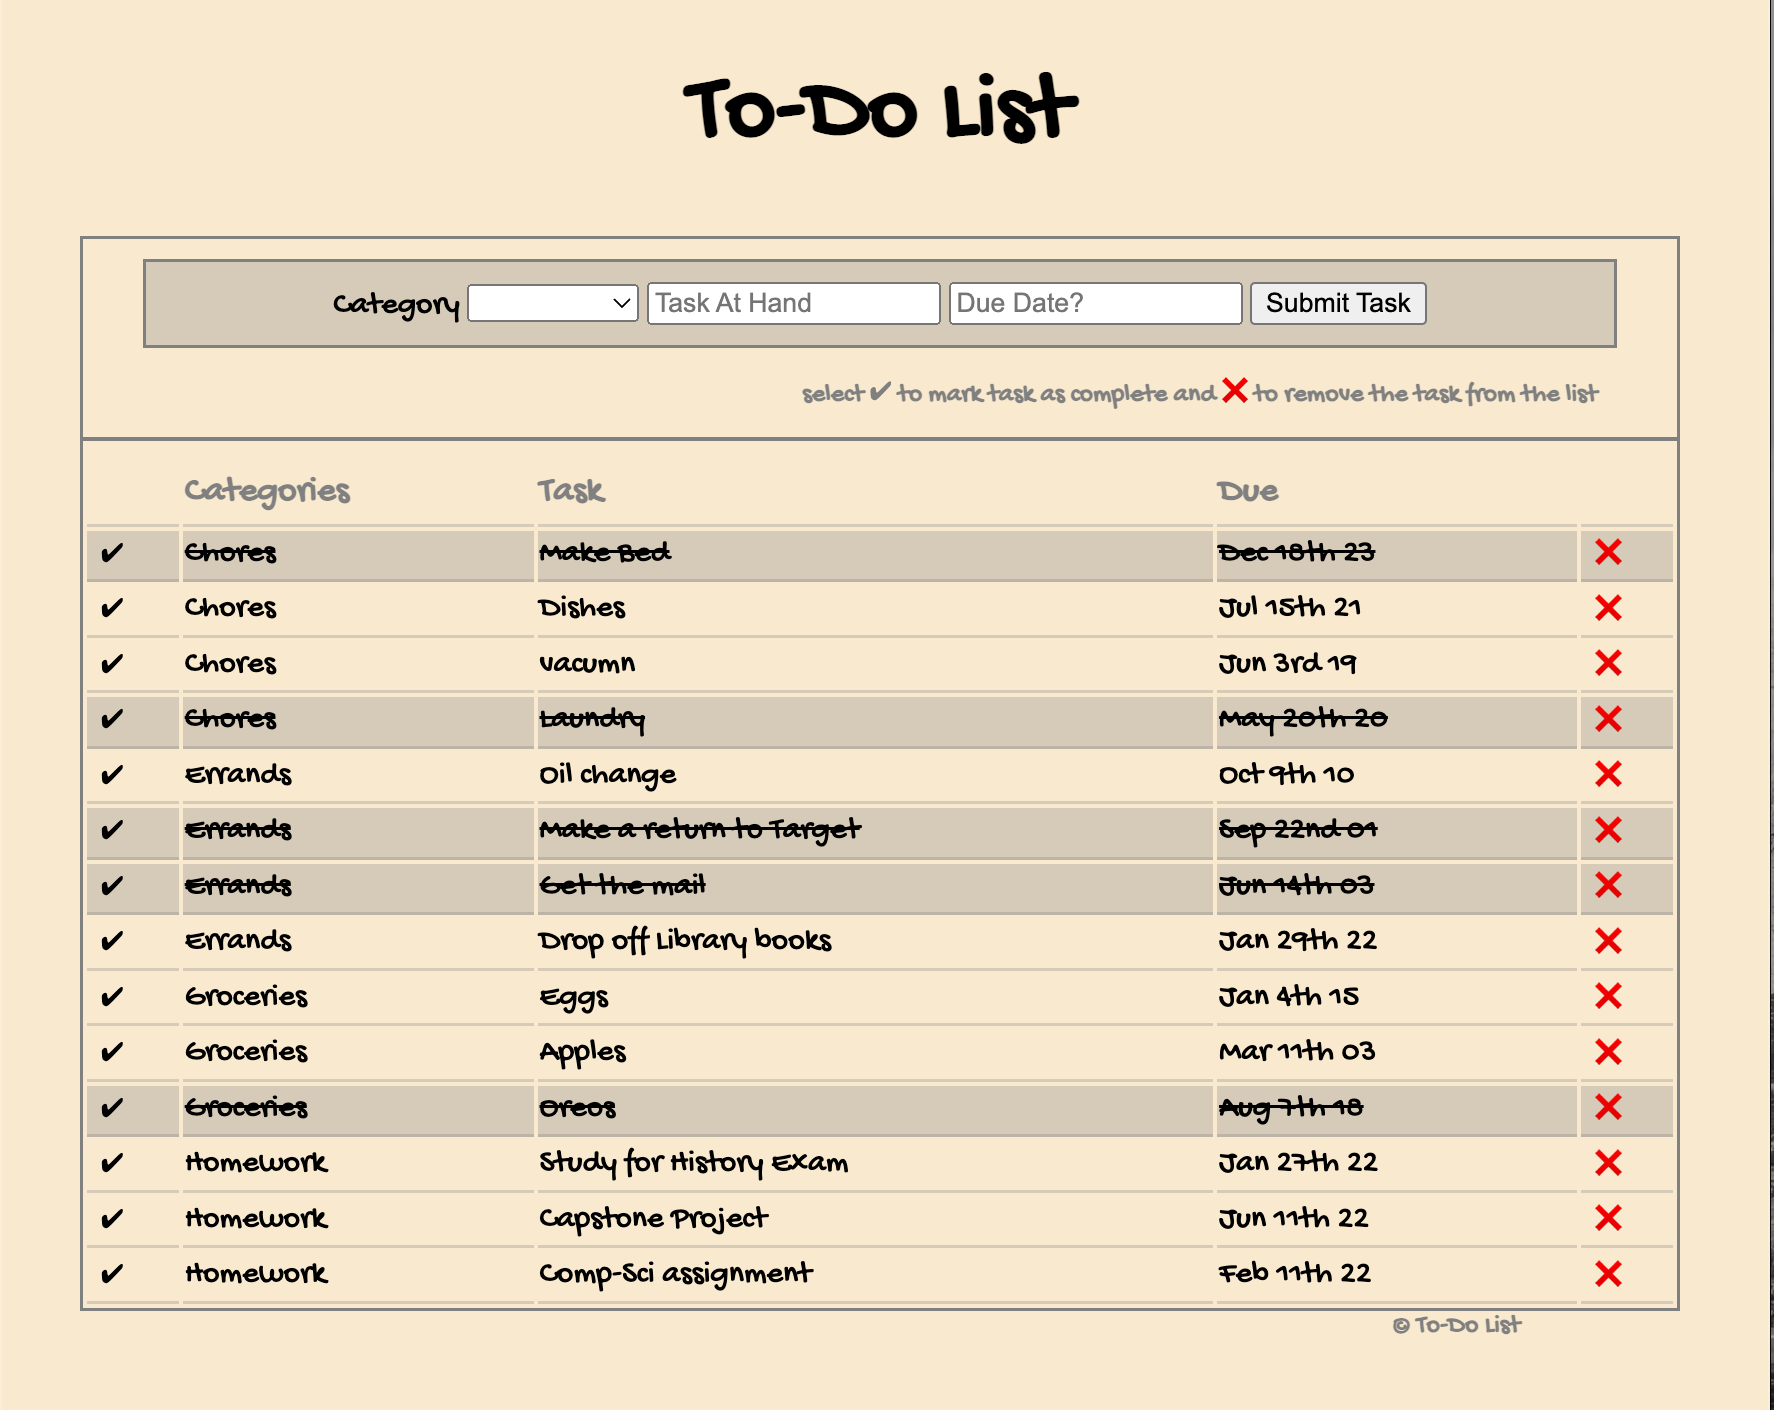 To-Do List
Category Task At Hand Due Date? Submit Task
select ✔ to mark task as complete and ❌ to remove the task from the list
Categories Task Due
✔ Chores Make Bed Dec 18th 23 ❌
✔ Chores Dishes Jul 15th 21 ❌
✔ Chores vacumn Jun 3rd 19 ❌
✔ Chores Laundry May 20th 20 ❌
✔ Errands Oil change Oct 9th 10 ❌
✔ Errands Make a return to Target Sep 22nd 01 ❌
✔ Errands Get the mail Jun 14th 03 ❌
✔ Errands Drop off Library books Jan 29th 22 ❌
✔ Groceries Eggs Jan 4th 15 ❌
✔ Groceries Apples Mar 11th 03 ❌
✔ Groceries Oreos Aug 7th 18 ❌
✔ Homework Study for History Exam Jan 27th 22 ❌
✔ Homework Capstone Project Jun 11th 22 ❌
✔ Homework Comp-Sci assignment Feb 11th 22 ❌
© To-Do List